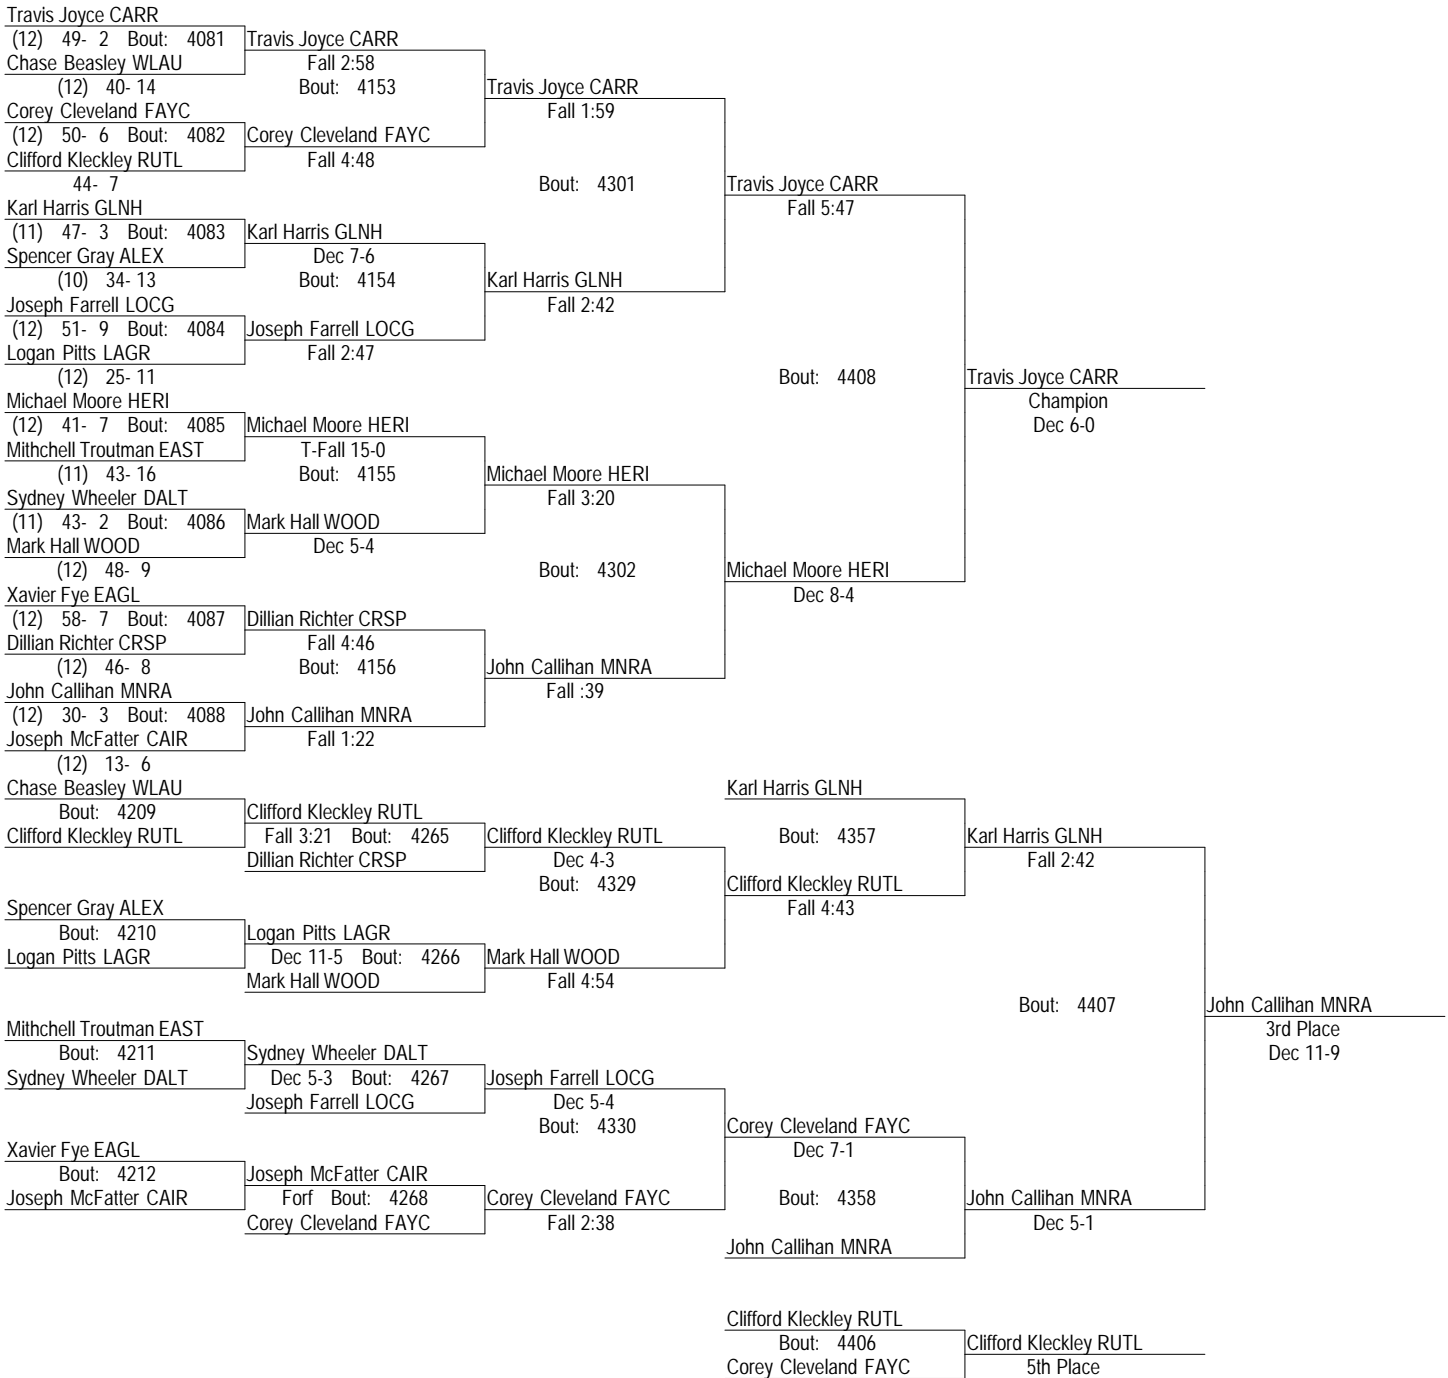 Travis Joyce CARR
(12) 49- 2 Bout: 4081 Travis Joyce CARR
Chase Beasley WLAU Fall 2:58
(12) 40- 14 Bout: 4153 Travis Joyce CARR
Corey Cleveland FAYC Fall 1:59
(12) 50- 6 Bout: 4082 Corey Cleveland FAYC
Clifford Kleckley RUTL Fall 4:48
44- 7 Bout: 4301 Travis Joyce CARR
Karl Harris GLNH Fall 5:47
(11) 47- 3 Bout: 4083 Karl Harris GLNH
Spencer Gray ALEX Dec 7-6
(10) 34- 13 Bout: 4154 Karl Harris GLNH
Joseph Farrell LOCG Fall 2:42
(12) 51- 9 Bout: 4084 Joseph Farrell LOCG
Logan Pitts LAGR Fall 2:47
(12) 25- 11 Bout: 4408 Travis Joyce CARR
Michael Moore HERI Champion
(12) 41- 7 Bout: 4085 Michael Moore HERI Dec 6-0
Mithchell Troutman EAST T-Fall 15-0
(11) 43- 16 Bout: 4155 Michael Moore HERI
Sydney Wheeler DALT Fall 3:20
(11) 43- 2 Bout: 4086 Mark Hall WOOD
Mark Hall WOOD Dec 5-4
(12) 48- 9 Bout: 4302 Michael Moore HERI
Xavier Fye EAGL Dec 8-4
(12) 58- 7 Bout: 4087 Dillian Richter CRSP
Dillian Richter CRSP Fall 4:46
(12) 46- 8 Bout: 4156 John Callihan MNRA
John Callihan MNRA Fall :39
(12) 30- 3 Bout: 4088 John Callihan MNRA
Joseph McFatter CAIR Fall 1:22
(12) 13- 6
Chase Beasley WLAU Karl Harris GLNH
Bout: 4209 Clifford Kleckley RUTL
Clifford Kleckley RUTL Fall 3:21 Bout: 4265 Clifford Kleckley RUTL Bout: 4357 Karl Harris GLNH
Dillian Richter CRSP Dec 4-3 Fall 2:42
Bout: 4329 Clifford Kleckley RUTL
Spencer Gray ALEX Fall 4:43
Bout: 4210 Logan Pitts LAGR
Logan Pitts LAGR Dec 11-5 Bout: 4266 Mark Hall WOOD
Mark Hall WOOD Fall 4:54
Bout: 4407 John Callihan MNRA
Mithchell Troutman EAST 3rd Place
Bout: 4211 Sydney Wheeler DALT Dec 11-9
Sydney Wheeler DALT Dec 5-3 Bout: 4267 Joseph Farrell LOCG
Joseph Farrell LOCG Dec 5-4
Bout: 4330 Corey Cleveland FAYC
Xavier Fye EAGL Dec 7-1
Bout: 4212 Joseph McFatter CAIR
Joseph McFatter CAIR Forf Bout: 4268 Corey Cleveland FAYC Bout: 4358 John Callihan MNRA
Corey Cleveland FAYC Fall 2:38 Dec 5-1
John Callihan MNRA
Clifford Kleckley RUTL
Bout: 4406 Clifford Kleckley RUTL
Corey Cleveland FAYC 5th Place